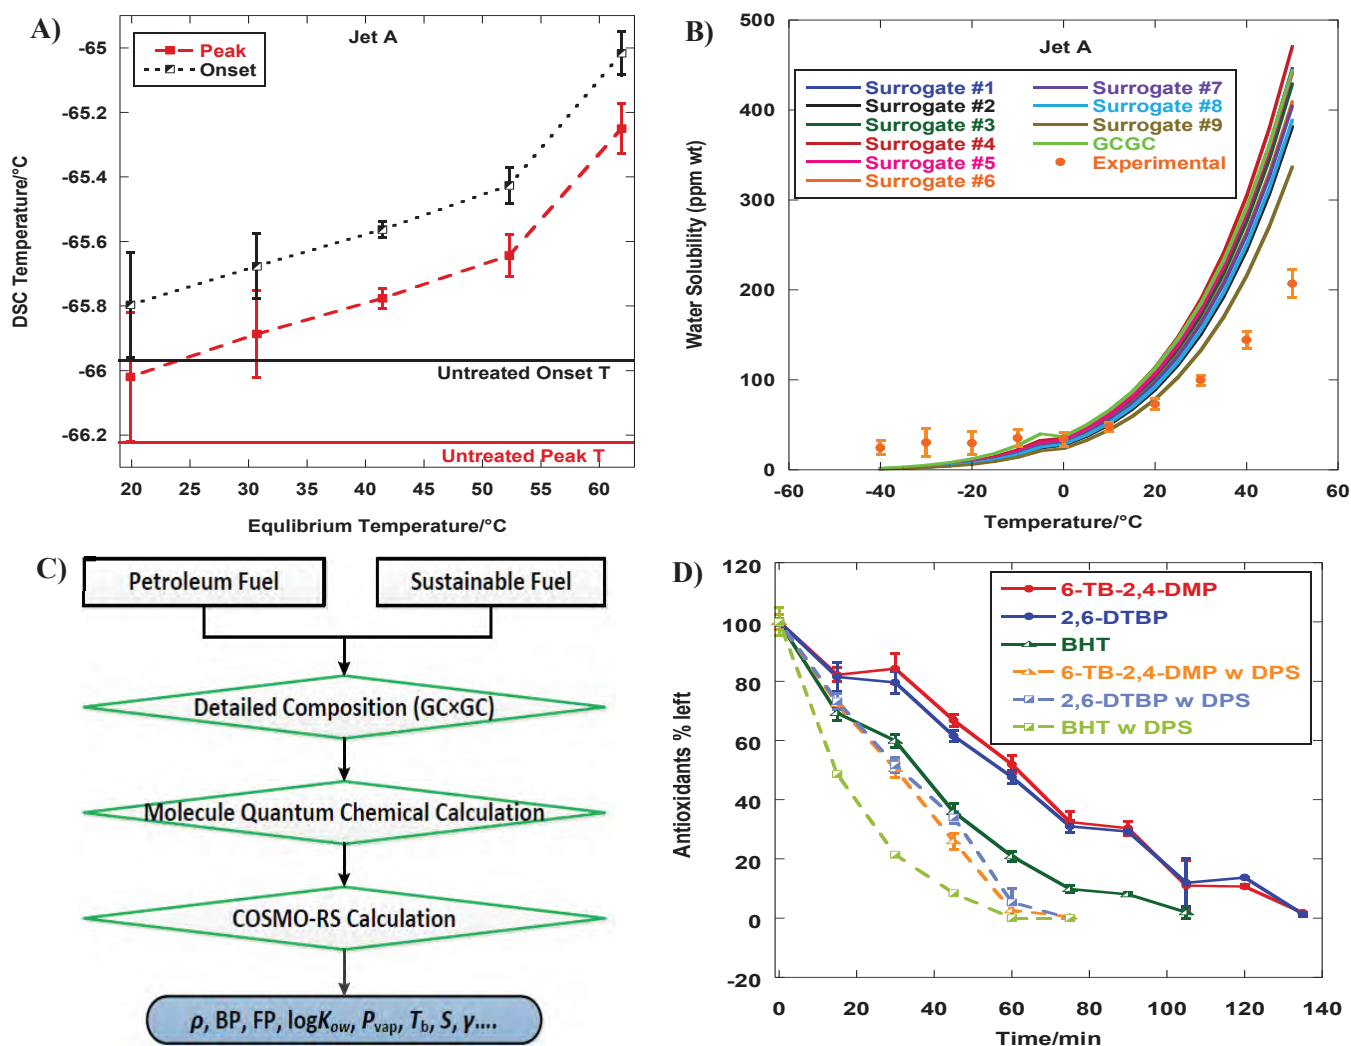 A)
Jet A
Peak
Onset
-65
-65.2
-65.4
-65.6
-65.8
-66
-66.2
DSC Temperature/°C
Untreated Onset T
Untreated Peak T
20 25 30 35 40 45 50 55 60
Equlibrium Temperature/°C
B)
Jet A
Surrogate #1
Surrogate #2
Surrogate #3
Surrogate #4
Surrogate #5
Surrogate #6
Surrogate #7
Surrogate #8
Surrogate #9
GCGC
Experimental
500
400
300
200
100
0
Water Solubility (ppm wt)
-60 -40 -20 0 20 40 60
Temperature/°C
C)
Petroleum Fuel
Sustainable Fuel
Detailed Composition (GC×GC)
Molecule Quantum Chemical Calculation
COSMO-RS Calculation
ρ, BP, FP, logKow, Pvap, Tb, S, γ....
D)
6-TB-2,4-DMP
2,6-DTBP
BHT
6-TB-2,4-DMP w DPS
2,6-DTBP w DPS
BHT w DPS
120
100
80
60
40
20
0
-20
Antioxidants % left
0 20 40 60 80 100 120 140
Time/min